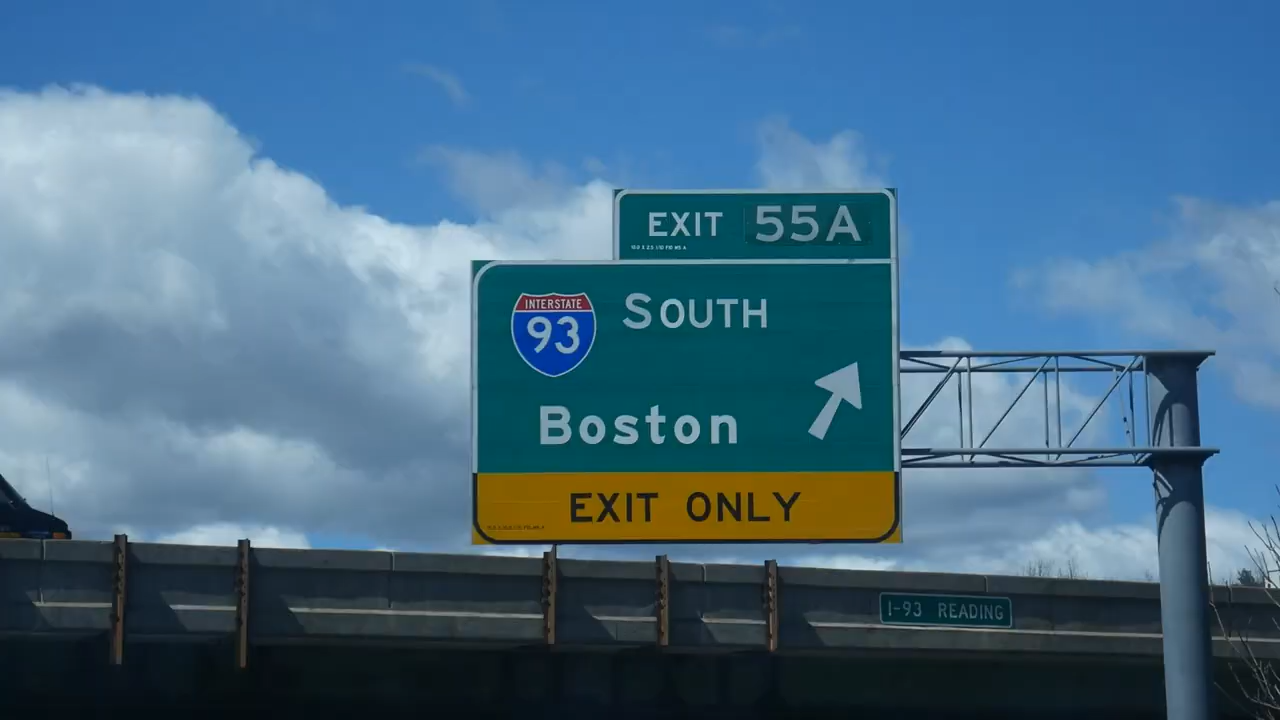 EXIT 55A
INTERSTATE
93
SOUTH
Boston
EXIT ONLY
I-93 READING